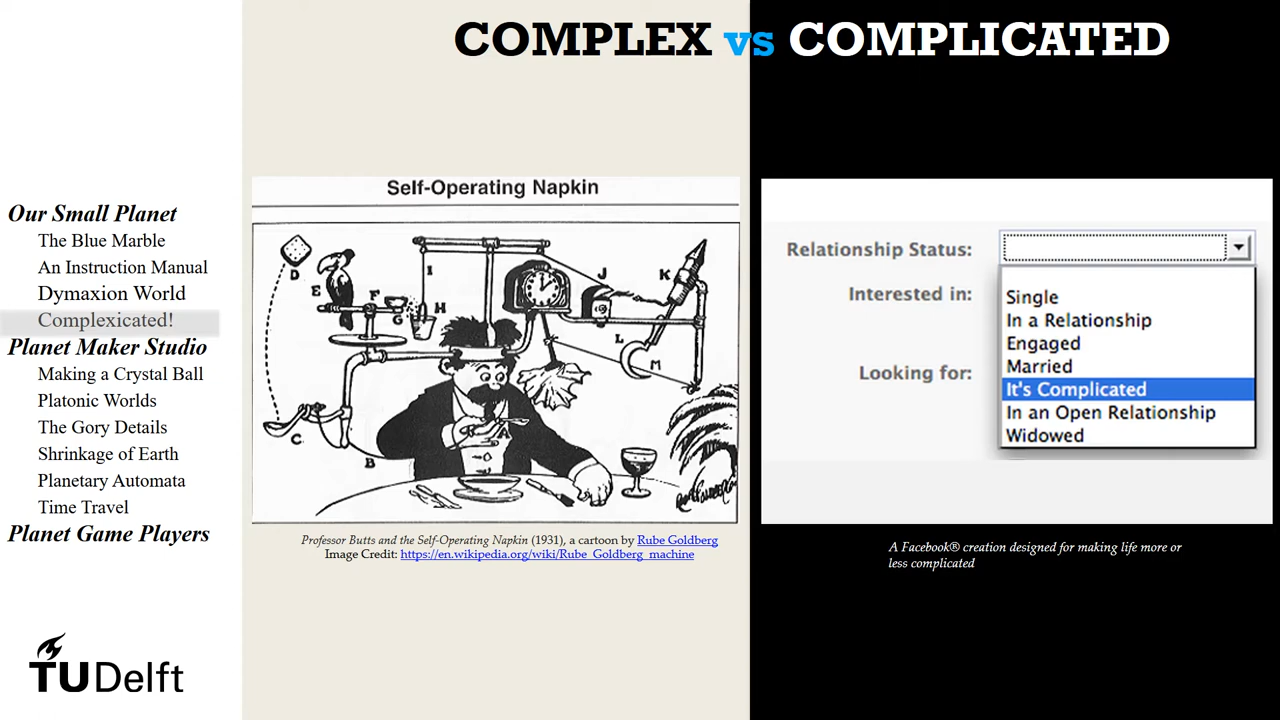 COMPLEX vs COMPLICATED
Our Small Planet
The Blue Marble
An Instruction Manual
Dymaxion World
Complexicated!
Planet Maker Studio
Making a Crystal Ball
Platonic Worlds
The Gory Details
Shrinkage of Earth
Planetary Automata
Time Travel
Planet Game Players
TUDelft
Self-Operating Napkin
D
E
F
G
H
I
J
K
L
M
C
B
A
Professor Butts and the Self-Operating Napkin (1931), a cartoon by Rube Goldberg
Image Credit: https://en.wikipedia.org/wiki/Rube_Goldberg_machine
Relationship Status:
Interested in:
Looking for:
Single
In a Relationship
Engaged
Married
It's Complicated
In an Open Relationship
Widowed
A Facebook® creation designed for making life more or
less complicated